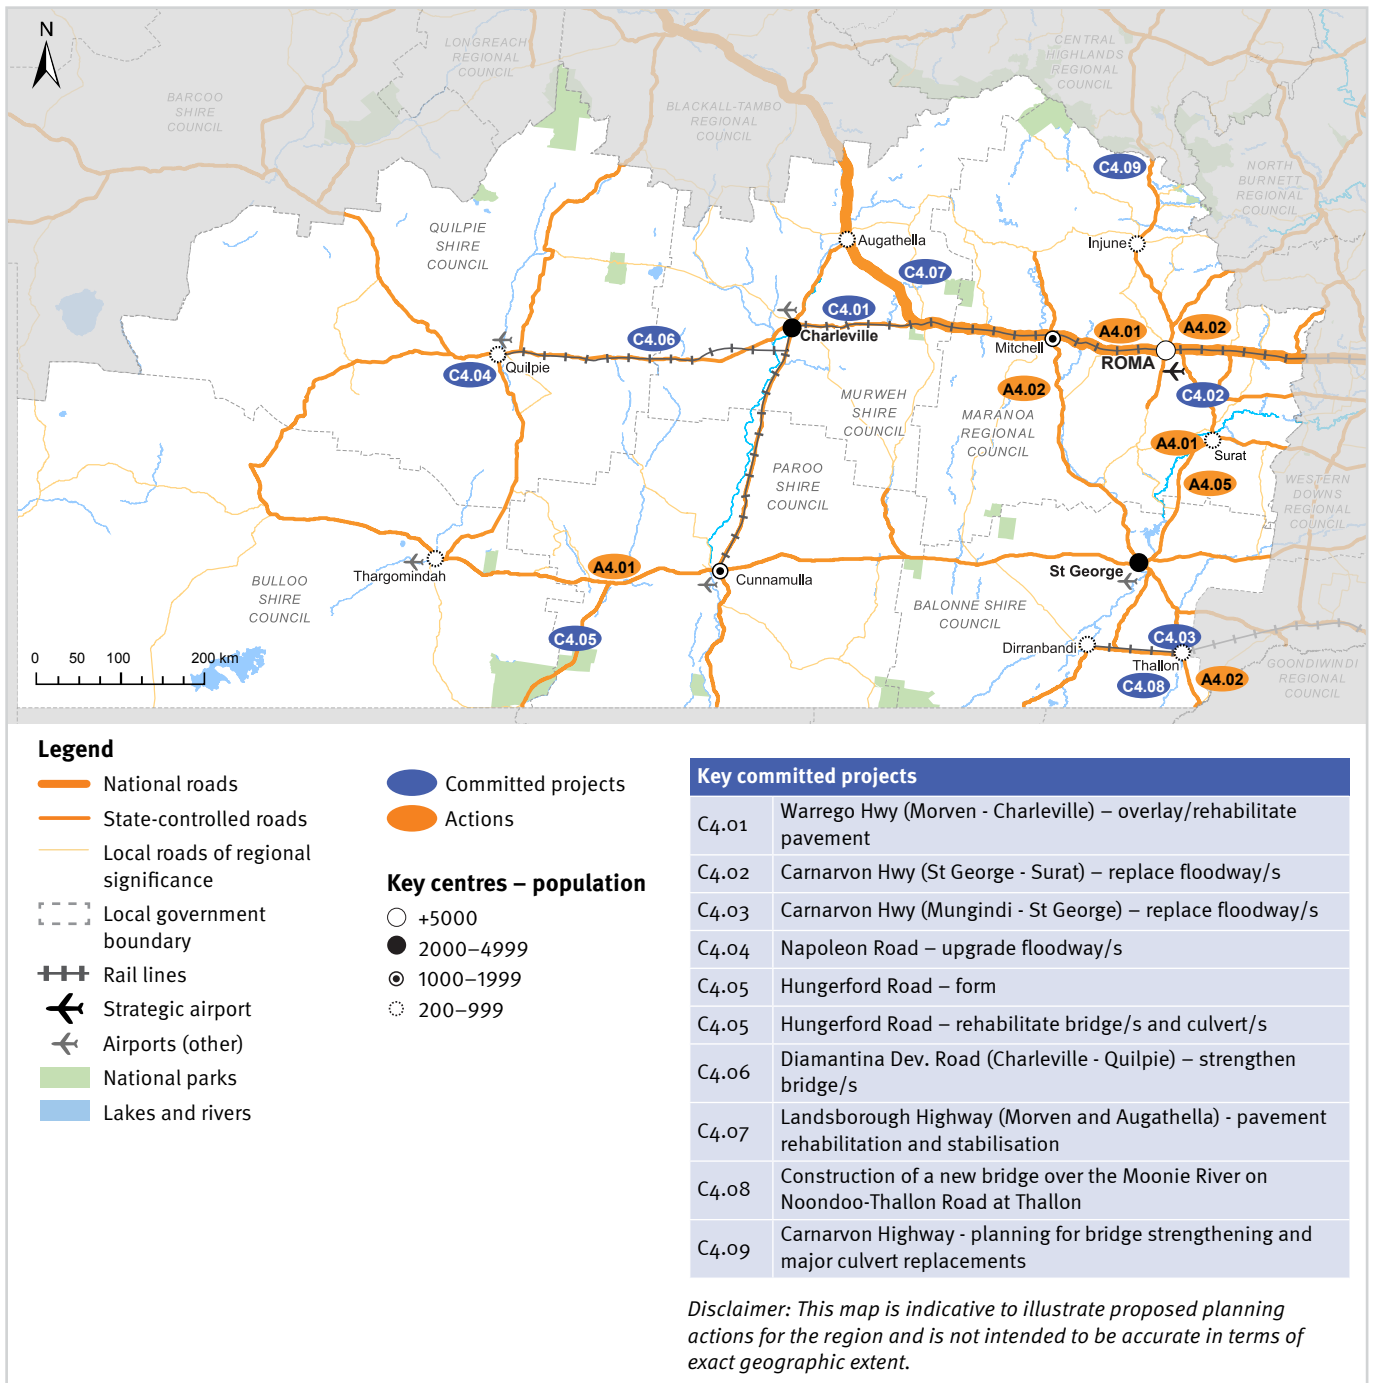 N
LONGREACH
REGIONAL
COUNCIL
CENTRAL
HIGHLANDS
REGIONAL
COUNCIL
BARCOO
SHIRE
COUNCIL
BLACKALL-TAMBO
REGIONAL
COUNCIL
C4.09
NORTH
BURNETT
REGIONAL
COUNCIL
QUILPIE
SHIRE
COUNCIL
Augathella
Injune
C4.07
C4.01
Charleville
C4.06
A4.01
A4.02
Mitchell
ROMA
Quilpie
C4.04
A4.02
C4.02
MURWEH
SHIRE
COUNCIL
MARANOA
REGIONAL
COUNCIL
A4.01
Surat
PAROO
SHIRE
COUNCIL
A4.05
WESTERN
DOWNS
REGIONAL
COUNCIL
Thargomindah
A4.01
Cunnamulla
St George
BULLOO
SHIRE
COUNCIL
BALONNE SHIRE
COUNCIL
C4.05
C4.03
Dirranbandi
Thallon
C4.08
A4.02
GOONDIWINDI
REGIONAL
COUNCIL
0 50 100 200 km
Legend
National roads
State-controlled roads
Local roads of regional
significance
Local government
boundary
Rail lines
Strategic airport
Airports (other)
National parks
Lakes and rivers
Committed projects
Actions
Key centres – population
+5000
2000–4999
1000–1999
200–999
Key committed projects
C4.01 Warrego Hwy (Morven - Charleville) – overlay/rehabilitate
pavement
C4.02 Carnarvon Hwy (St George - Surat) – replace floodway/s
C4.03 Carnarvon Hwy (Mungindi - St George) – replace floodway/s
C4.04 Napoleon Road – upgrade floodway/s
C4.05 Hungerford Road – form
C4.05 Hungerford Road – rehabilitate bridge/s and culvert/s
C4.06 Diamantina Dev. Road (Charleville - Quilpie) – strengthen
bridge/s
C4.07 Landsborough Highway (Morven and Augathella) - pavement
rehabilitation and stabilisation
C4.08 Construction of a new bridge over the Moonie River on
Noondoo-Thallon Road at Thallon
C4.09 Carnarvon Highway - planning for bridge strengthening and
major culvert replacements
Disclaimer: This map is indicative to illustrate proposed planning
actions for the region and is not intended to be accurate in terms of
exact geographic extent.